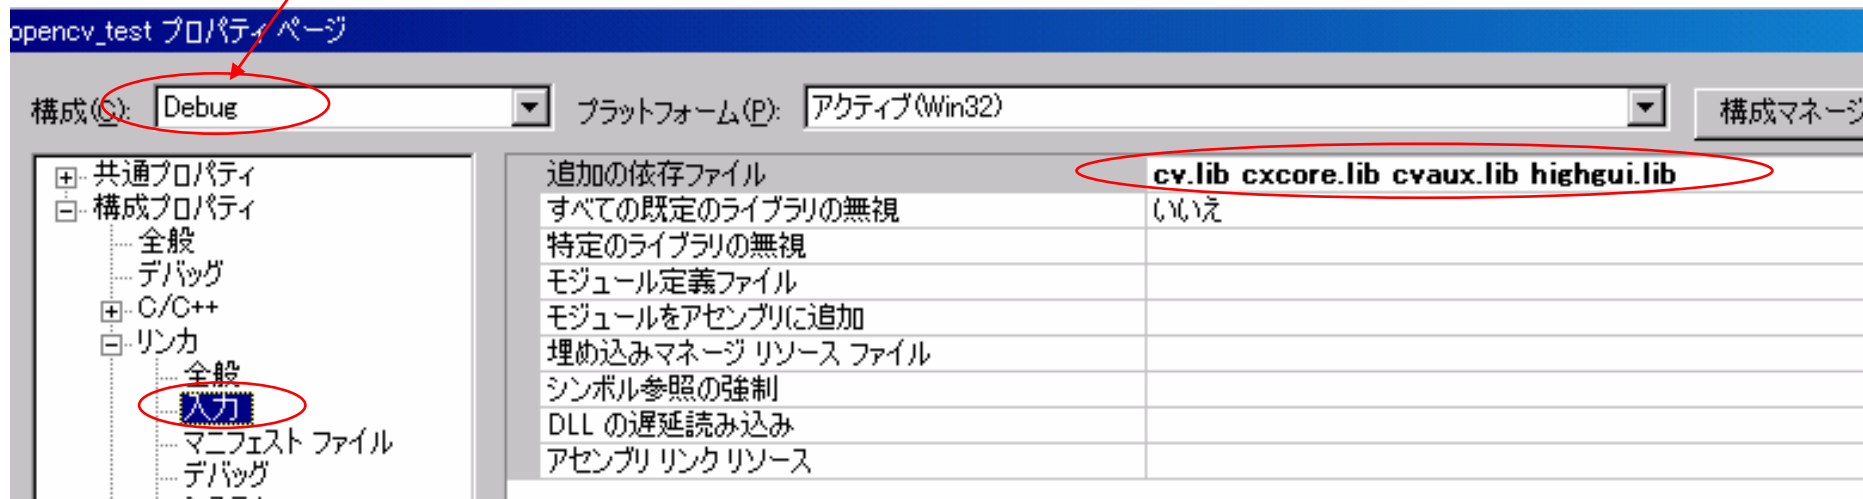 opencv_test プロパティ ページ
構成(C): Debug プラットフォーム(P): アクティブ(Win32) 構成マネージ
共通プロパティ
構成プロパティ
全般
デバッグ
C/C++
リンカ
全般
入力
マニフェスト ファイル
デバッグ
追加の依存ファイル cv.lib cxcore.lib cvaux.lib highgui.lib
すべての既定のライブラリの無視 いいえ
特定のライブラリの無視
モジュール定義ファイル
モジュールをアセンブリに追加
埋め込みマネージ リソース ファイル
シンボル参照の強制
DLL の遅延読み込み
アセンブリ リンク リソース